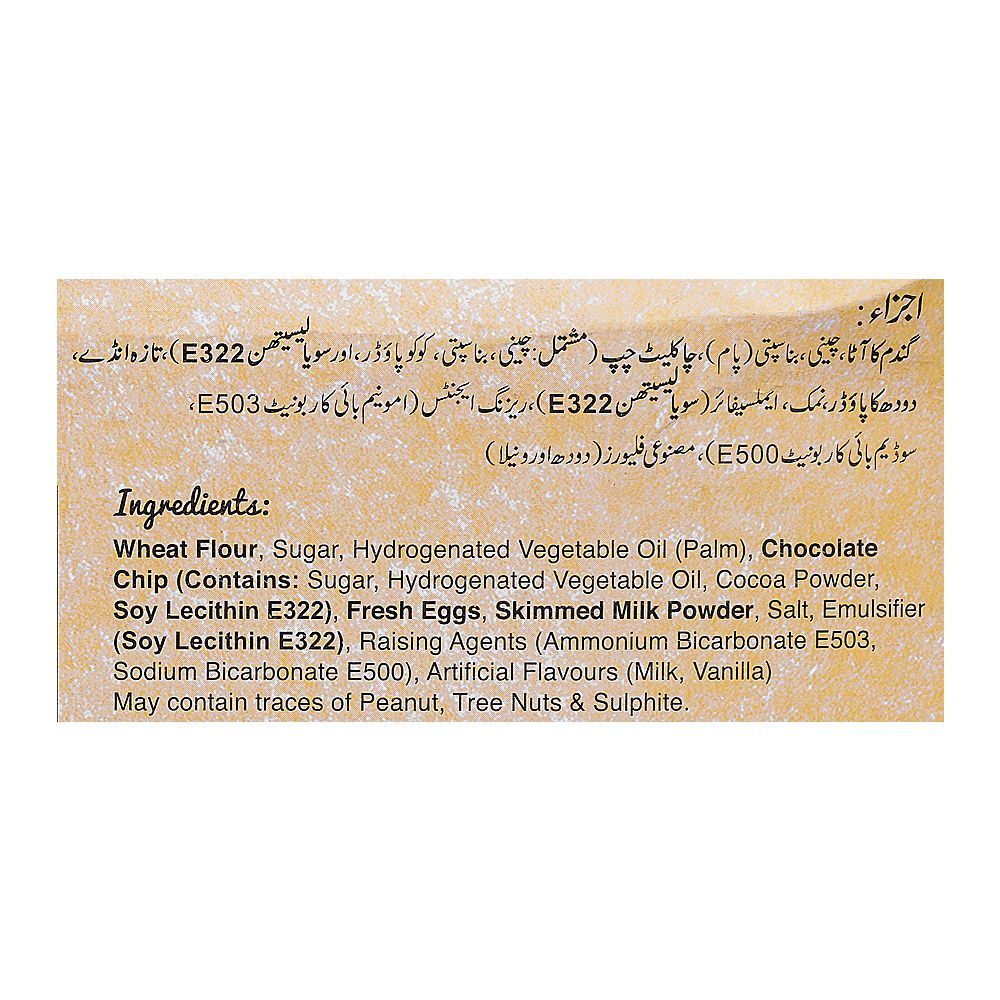 اجزاء:
گندم کا آٹا، چینی، بناسپتی (پام)، چاکلیٹ چپ (مشتمل: چینی، بناسپتی، کوکو پاؤڈر، اور سویا لیسیتھن E322)، تازہ انڈے،
دودھ کا پاؤڈر، نمک، ایملسیفائر (سویا لیسیتھن E322)، ریزنگ ایجنٹس (امونیم بائی کاربونیٹ E503،
سوڈیم بائی کاربونیٹ E500)، مصنوعی فلیورز (دودھ اور ونیلا)
Ingredients:
Wheat Flour, Sugar, Hydrogenated Vegetable Oil (Palm), Chocolate
Chip (Contains: Sugar, Hydrogenated Vegetable Oil, Cocoa Powder,
Soy Lecithin E322), Fresh Eggs, Skimmed Milk Powder, Salt, Emulsifier
(Soy Lecithin E322), Raising Agents (Ammonium Bicarbonate E503,
Sodium Bicarbonate E500), Artificial Flavours (Milk, Vanilla)
May contain traces of Peanut, Tree Nuts & Sulphite.